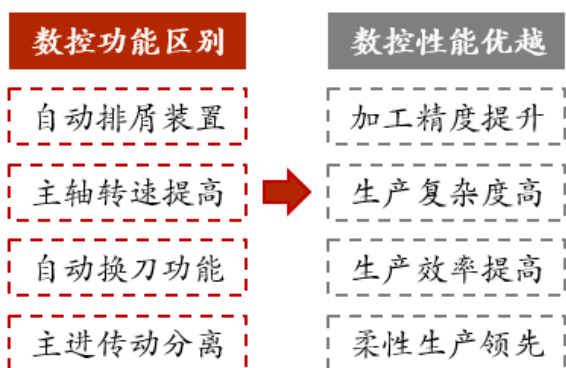 数控功能区别
数控性能优越
自动排屑装置
加工精度提升
主轴转速提高
生产复杂度高
自动换刀功能
生产效率提高
主进传动分离
柔性生产领先